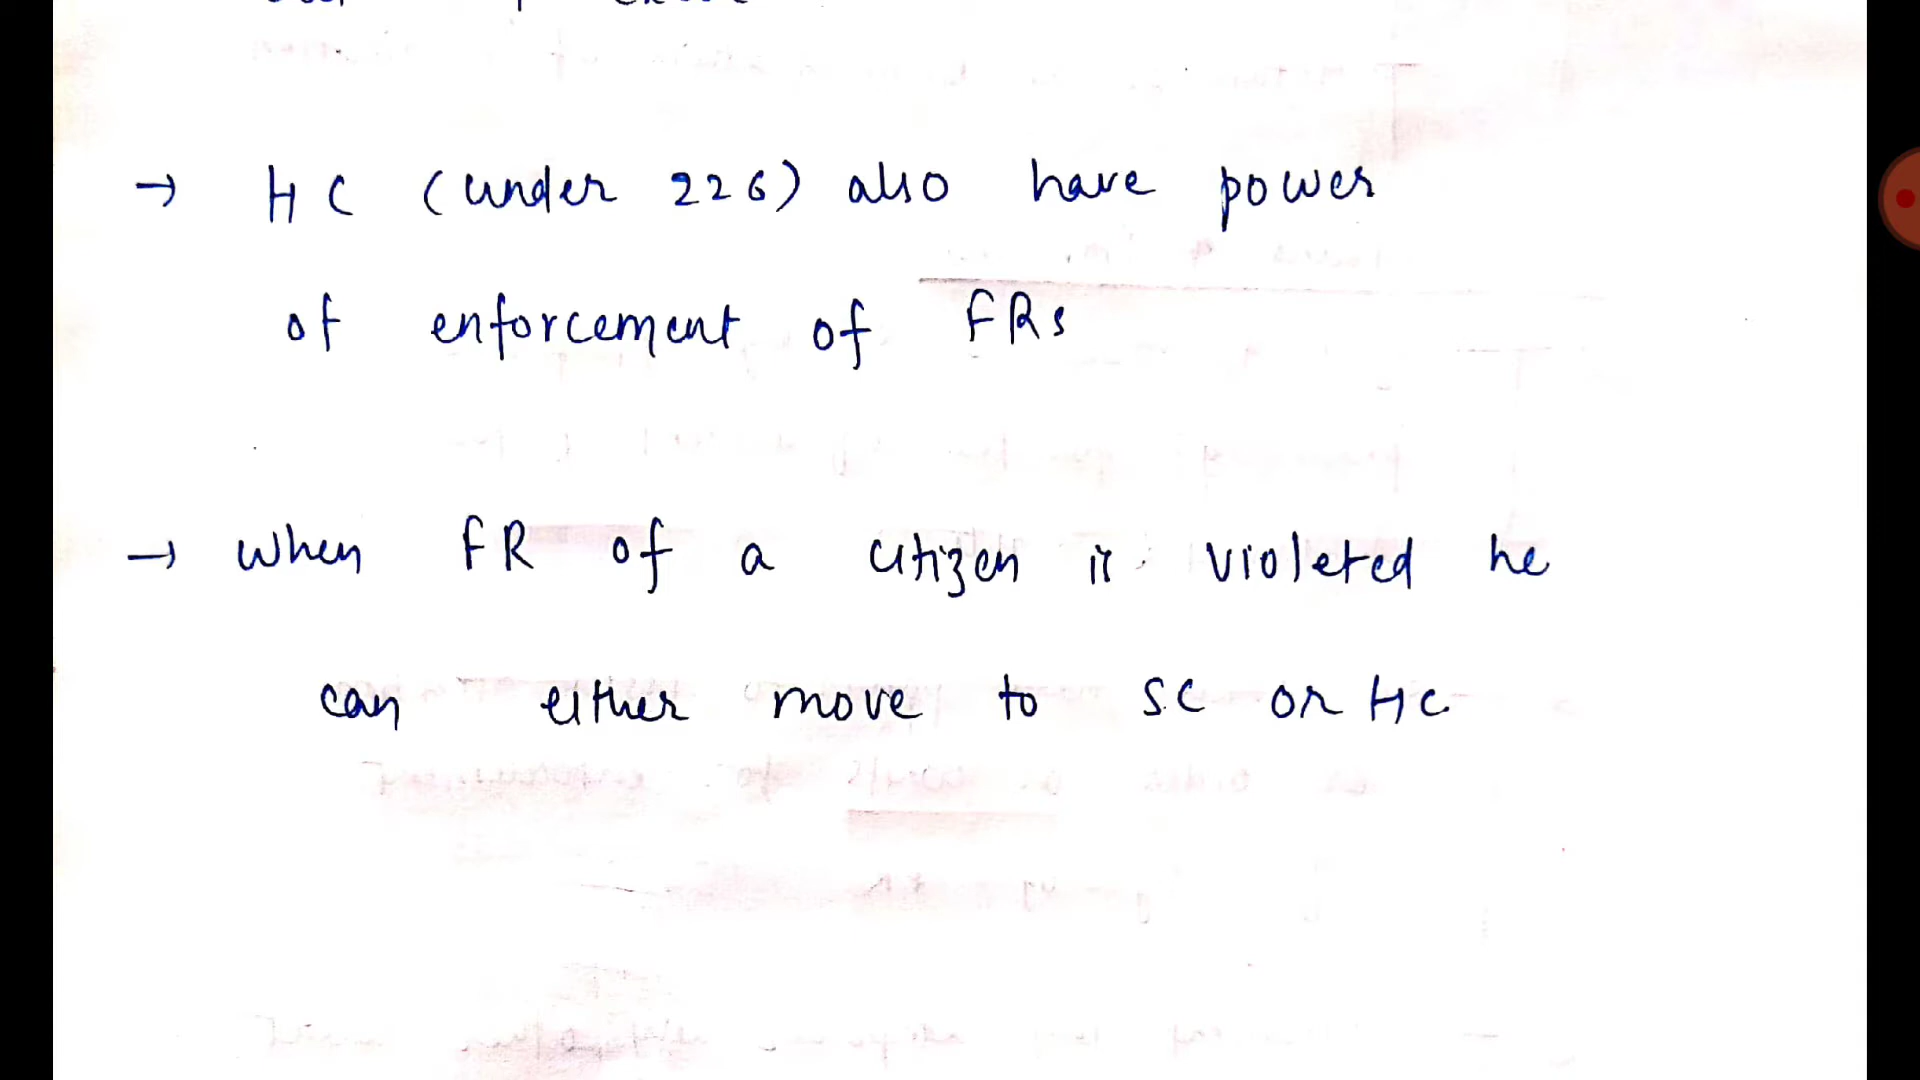 → HC (under 226) also have power
of enforcement of FRs
→ When FR of a citizen is violeted he
can either move to SC or HC